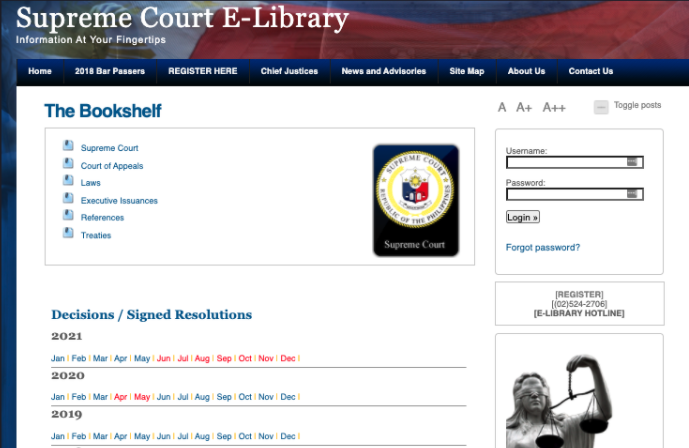 Supreme Court E-Library
Information At Your Fingertips
Home 2018 Bar Passers REGISTER HERE Chief Justices News and Advisories Site Map About Us Contact Us
The Bookshelf
A A+ A++ Toggle posts
Supreme Court
Court of Appeals
Laws
Executive Issuances
References
Treaties
SUPREME COURT
REPUBLIC OF THE PHILIPPINES
Supreme Court
Username:
Password:
Login »
Forgot password?
[REGISTER]
[(02)524-2706]
[E-LIBRARY HOTLINE]
Decisions / Signed Resolutions
2021
Jan | Feb | Mar | Apr | May | Jun | Jul | Aug | Sep | Oct | Nov | Dec |
2020
Jan | Feb | Mar | Apr | May | Jun | Jul | Aug | Sep | Oct | Nov | Dec |
2019
Jan | Feb | Mar | Apr | May | Jun | Jul | Aug | Sep | Oct | Nov | Dec |